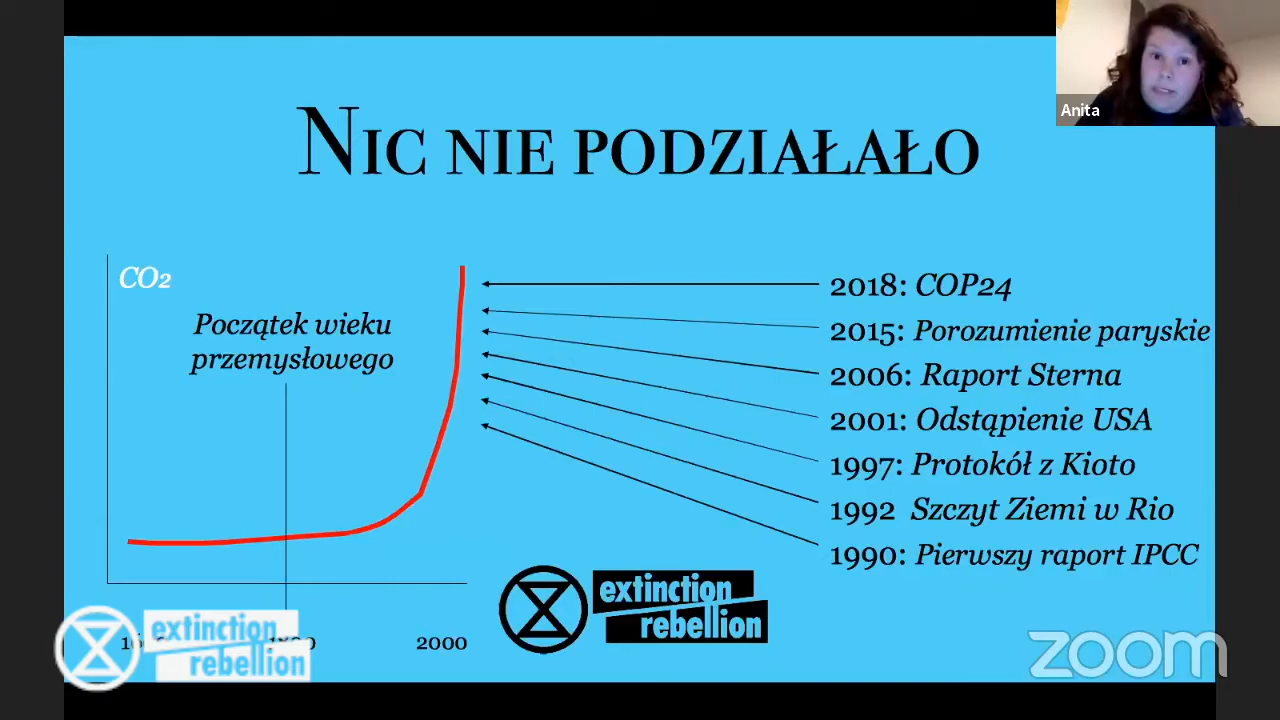 Anita
NIC NIE PODZIAŁAŁO
CO2
Początek wieku
przemysłowego
2018: COP24
2015: Porozumienie paryskie
2006: Raport Sterna
2001: Odstąpienie USA
1997: Protokół z Kioto
1992 Szczyt Ziemi w Rio
1990: Pierwszy raport IPCC
extinction
rebellion
2000
extinction
rebellion
zoom